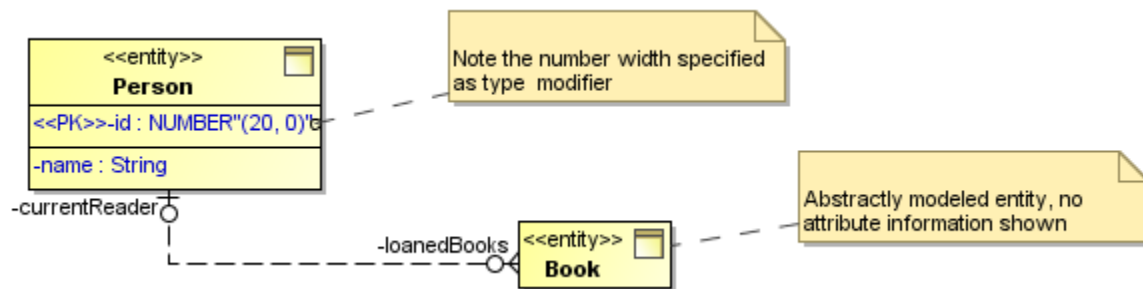 <<entity>>
Person
<<PK>>-id : NUMBER"(20, 0)"
-name : String
Note the number width specified
as type modifier
-currentReader
-loanedBooks
<<entity>>
Book
Abstractly modeled entity, no
attribute information shown